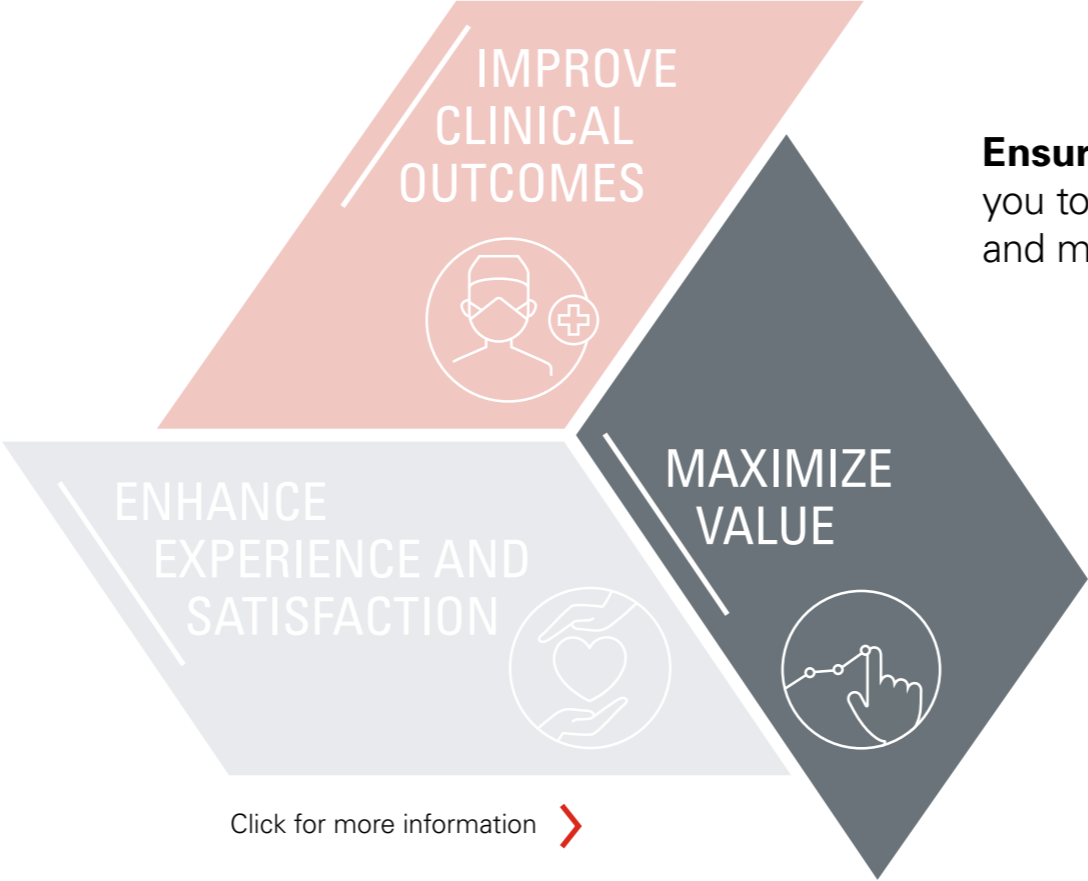 IMPROVE
CLINICAL
OUTCOMES
Ensur
you to
and m
MAXIMIZE
VALUE
ENHANCE
EXPERIENCE AND
SATISFACTION
Click for more information